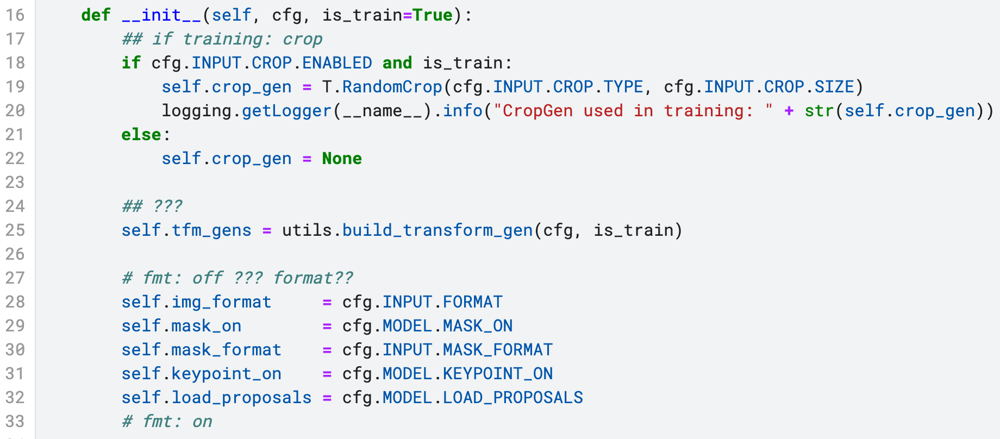 16 def __init__(self, cfg, is_train=True):
17 ## if training: crop
18 if cfg.INPUT.CROP.ENABLED and is_train:
19 self.crop_gen = T.RandomCrop(cfg.INPUT.CROP.TYPE, cfg.INPUT.CROP.SIZE)
20 logging.getLogger(__name__).info("CropGen used in training: " + str(self.crop_gen))
21 else:
22 self.crop_gen = None
23
24 ## ???
25 self.tfm_gens = utils.build_transform_gen(cfg, is_train)
26
27 # fmt: off ??? format??
28 self.img_format     = cfg.INPUT.FORMAT
29 self.mask_on        = cfg.MODEL.MASK_ON
30 self.mask_format    = cfg.INPUT.MASK_FORMAT
31 self.keypoint_on    = cfg.MODEL.KEYPOINT_ON
32 self.load_proposals = cfg.MODEL.LOAD_PROPOSALS
33 # fmt: on